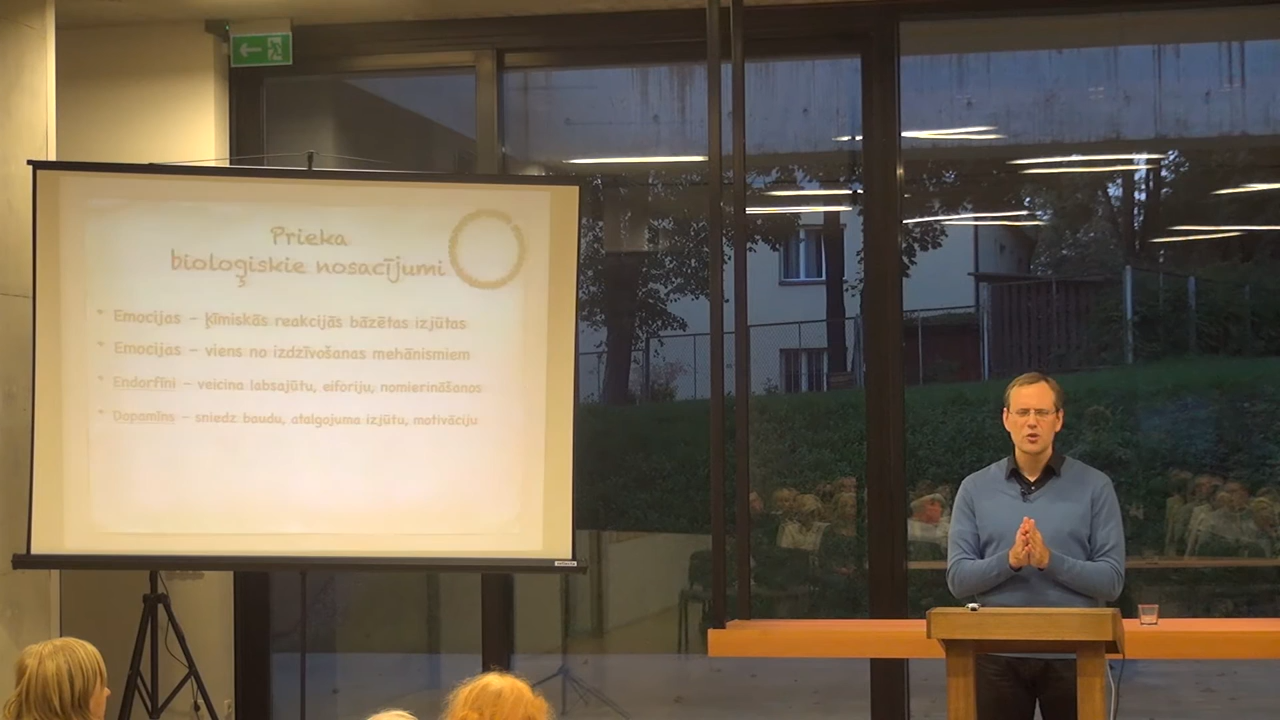 Prieka
bioloģiskie nosacījumi
* Emocijas – ķīmiskās reakcijās bāzētas izjūtas
* Emocijas – viens no izdzīvošanas mehānismiem
* Endorfīni – veicina labsajūtu, eiforiju, nomierināšanos
* Dopamīns – sniedz baudu, atalgojuma izjūtu, motivāciju